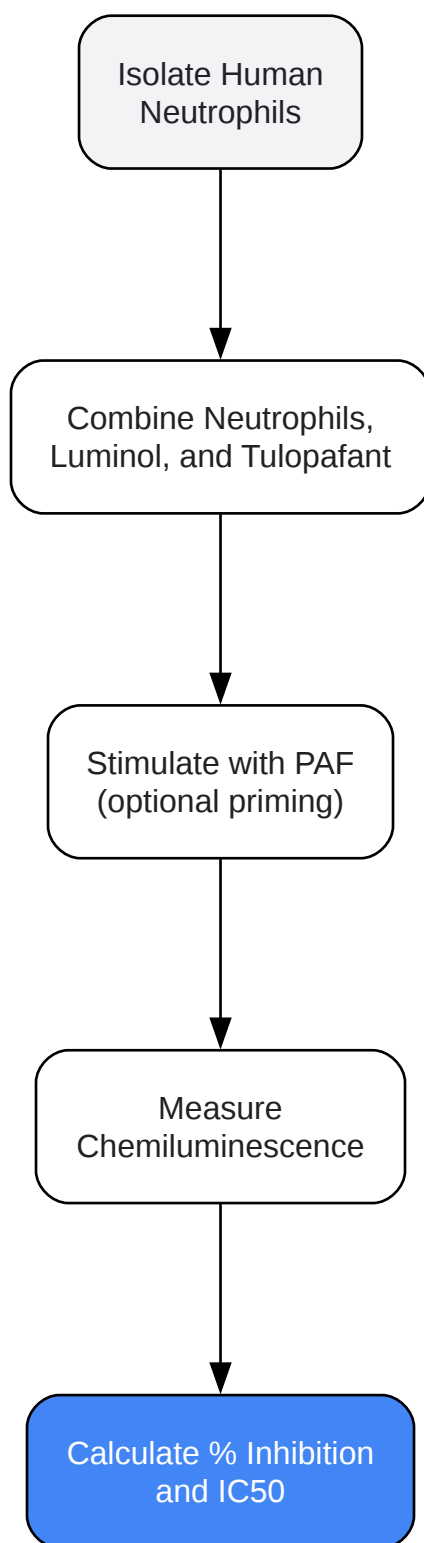 Isolate Human
Neutrophils
Combine Neutrophils,
Luminol, and Tulopafant
Stimulate with PAF
(optional priming)
Measure
Chemiluminescence
Calculate % Inhibition
and IC50